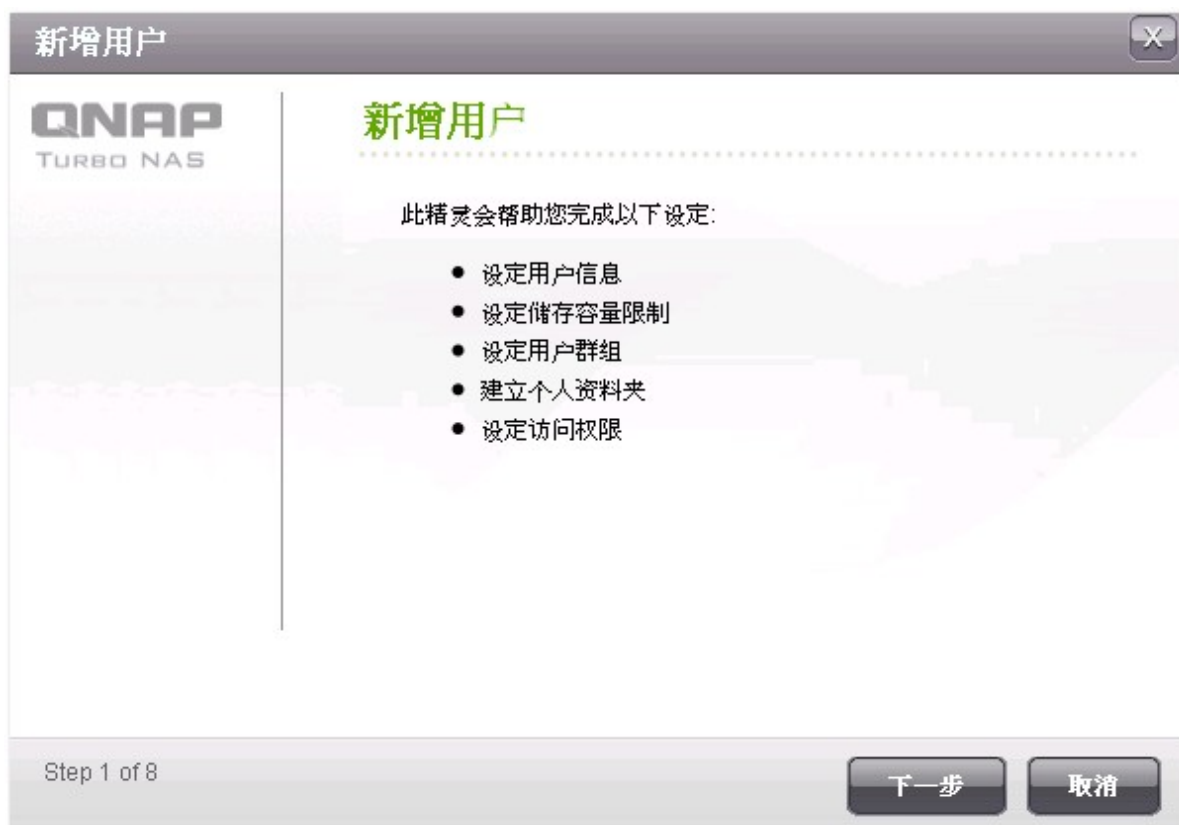 新增用户
X
QNAP
TURBO NAS
新增用户
此精灵会帮助您完成以下设定:
● 设定用户信息
● 设定储存容量限制
● 设定用户群组
● 建立个人资料夹
● 设定访问权限
Step 1 of 8
下一步
取消